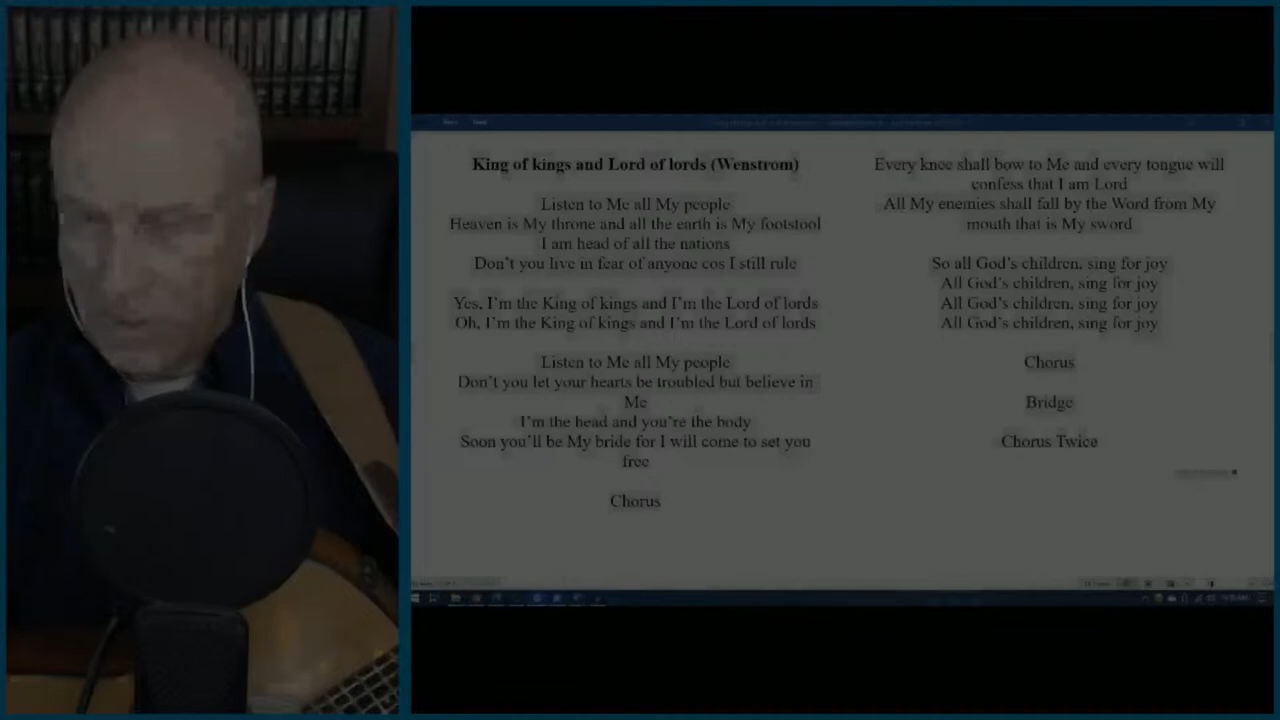 King of kings and Lord of lords (Wenstrom)
Listen to Me all My people
Heaven is My throne and all the earth is My footstool
I am head of all the nations
Don't you live in fear of anyone cos I still rule
Yes, I'm the King of kings and I'm the Lord of lords
Oh, I'm the King of kings and I'm the Lord of lords
Listen to Me all My people
Don't you let your hearts be troubled but believe in
Me
I'm the head and you're the body
Soon you'll be My bride for I will come to set you
free
Chorus
Every knee shall bow to Me and every tongue will
confess that I am Lord
All My enemies shall fall by the Word from My
mouth that is My sword
So all God's children, sing for joy
All God's children, sing for joy
All God's children, sing for joy
All God's children, sing for joy
Chorus
Bridge
Chorus Twice